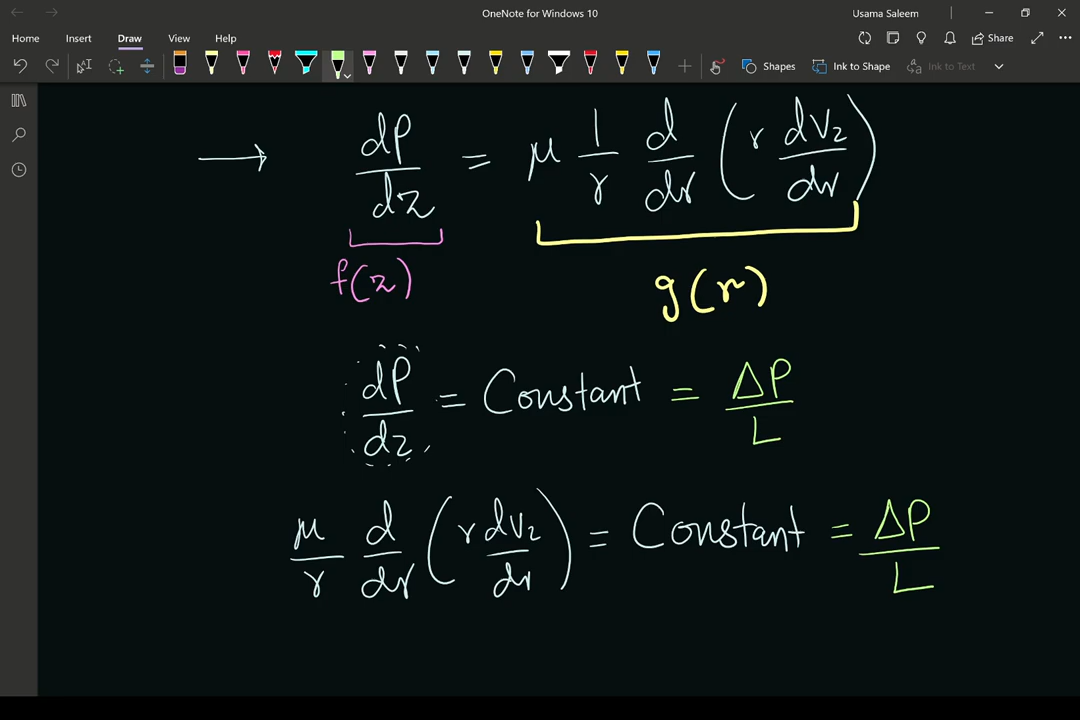 OneNote for Windows 10
Usama Saleem
Home Insert Draw View Help
Share
Shapes Ink to Shape Ink to Text
→ dP/dz = μ 1/r d/dr (r dv_z/dr)
f(z) g(r)
dP/dz = Constant = ΔP/L
μ/r d/dr (r dv_z/dr) = Constant = ΔP/L